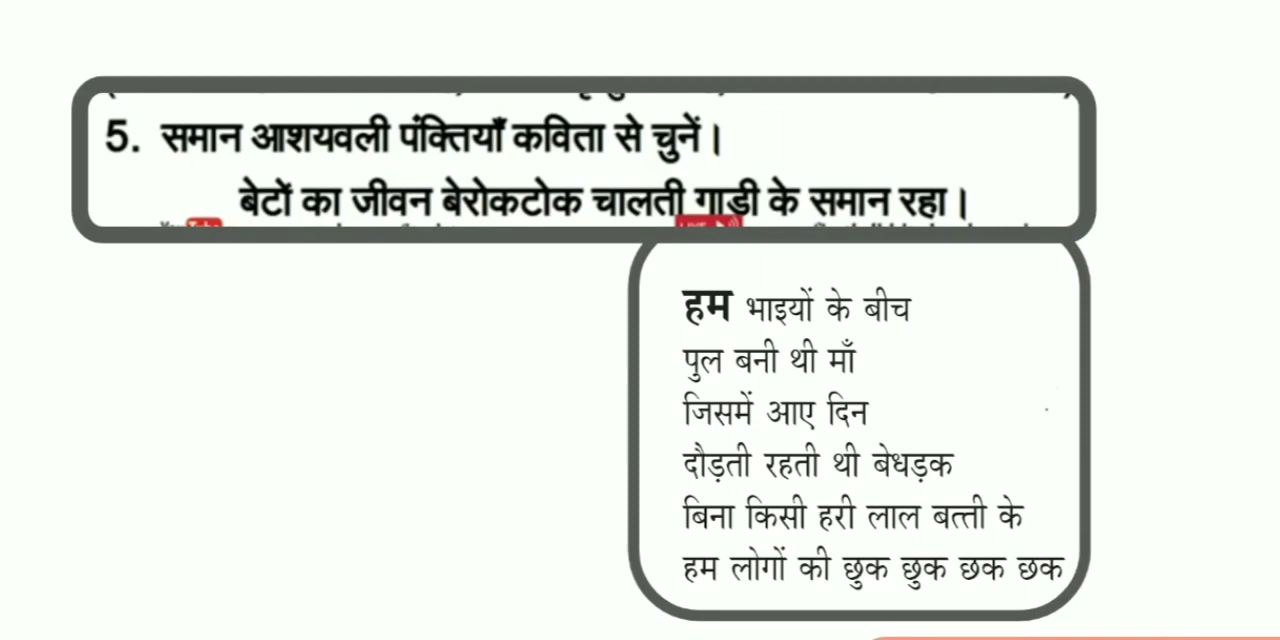 5. समान आशयवली पंक्तियाँ कविता से चुनें।
बेटों का जीवन बेरोकटोक चालती गाडी के समान रहा।
हम भाइयों के बीच
पुल बनी थी माँ
जिसमें आए दिन
दौड़ती रहती थी बेधड़क
बिना किसी हरी लाल बत्ती के
हम लोगों की छुक छुक छक छक